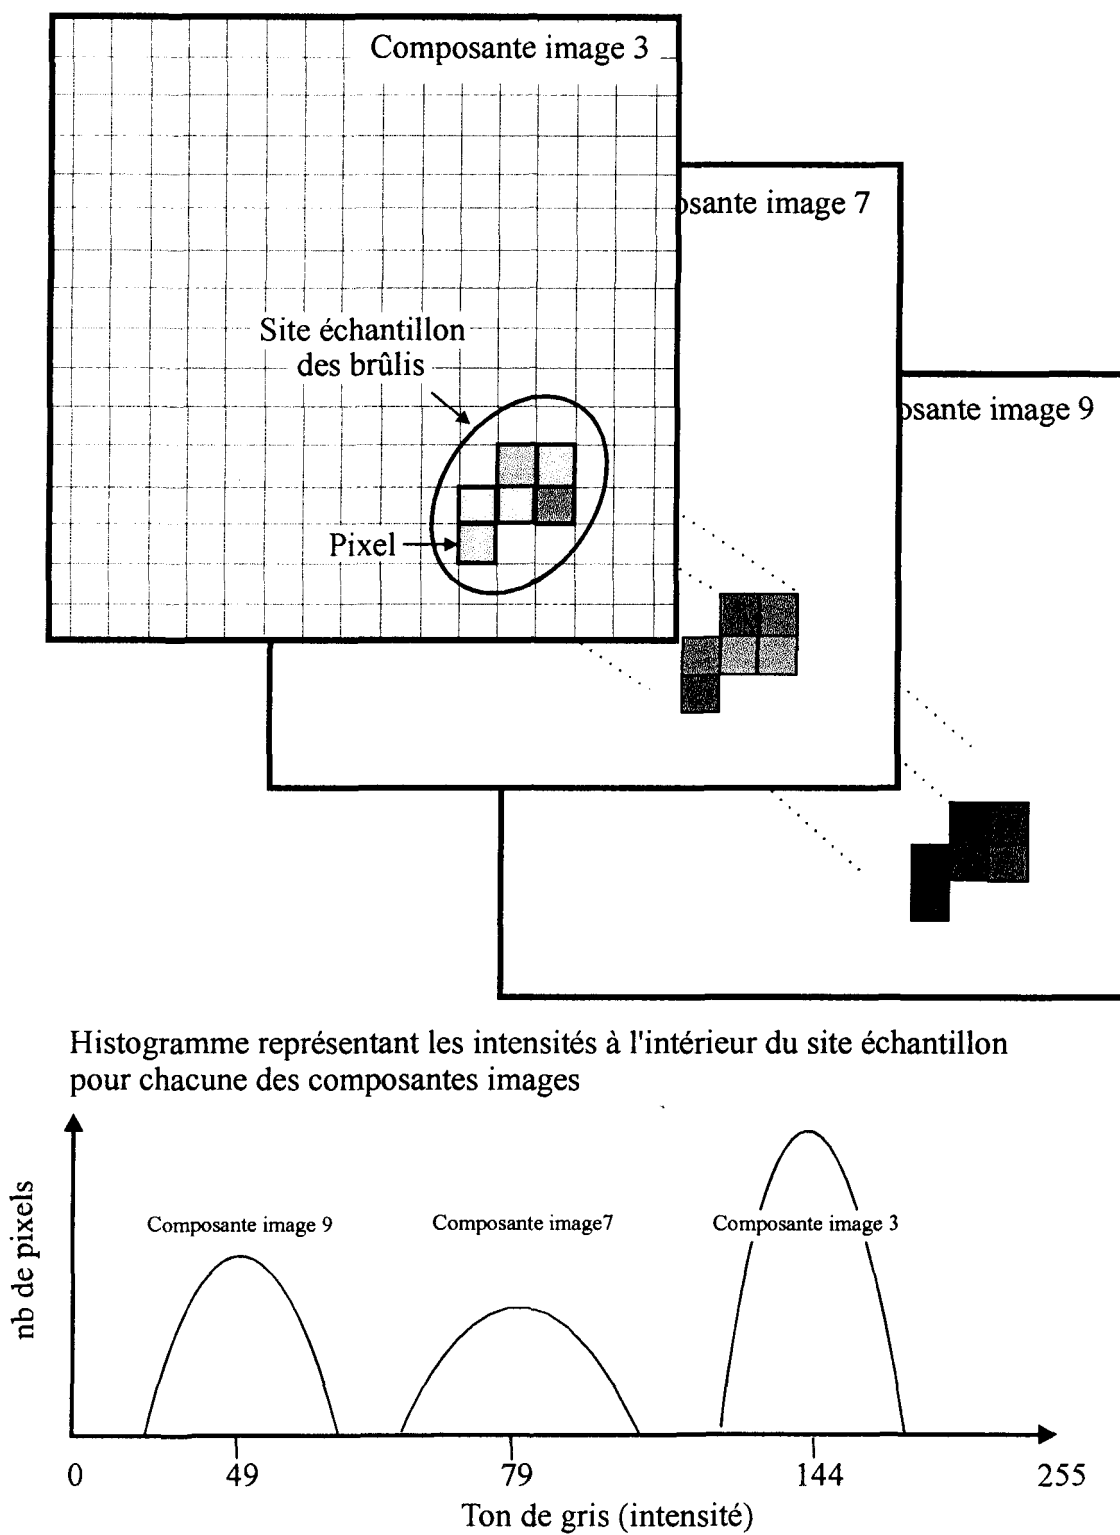 Composante image 3
osante image 7
osante image 9
Site échantillon
des brûlis
Pixel
Histogramme représentant les intensités à l'intérieur du site échantillon
pour chacune des composantes images
nb de pixels
Composante image 9
Composante image7
Composante image 3
0 49 79 144 255
Ton de gris (intensité)